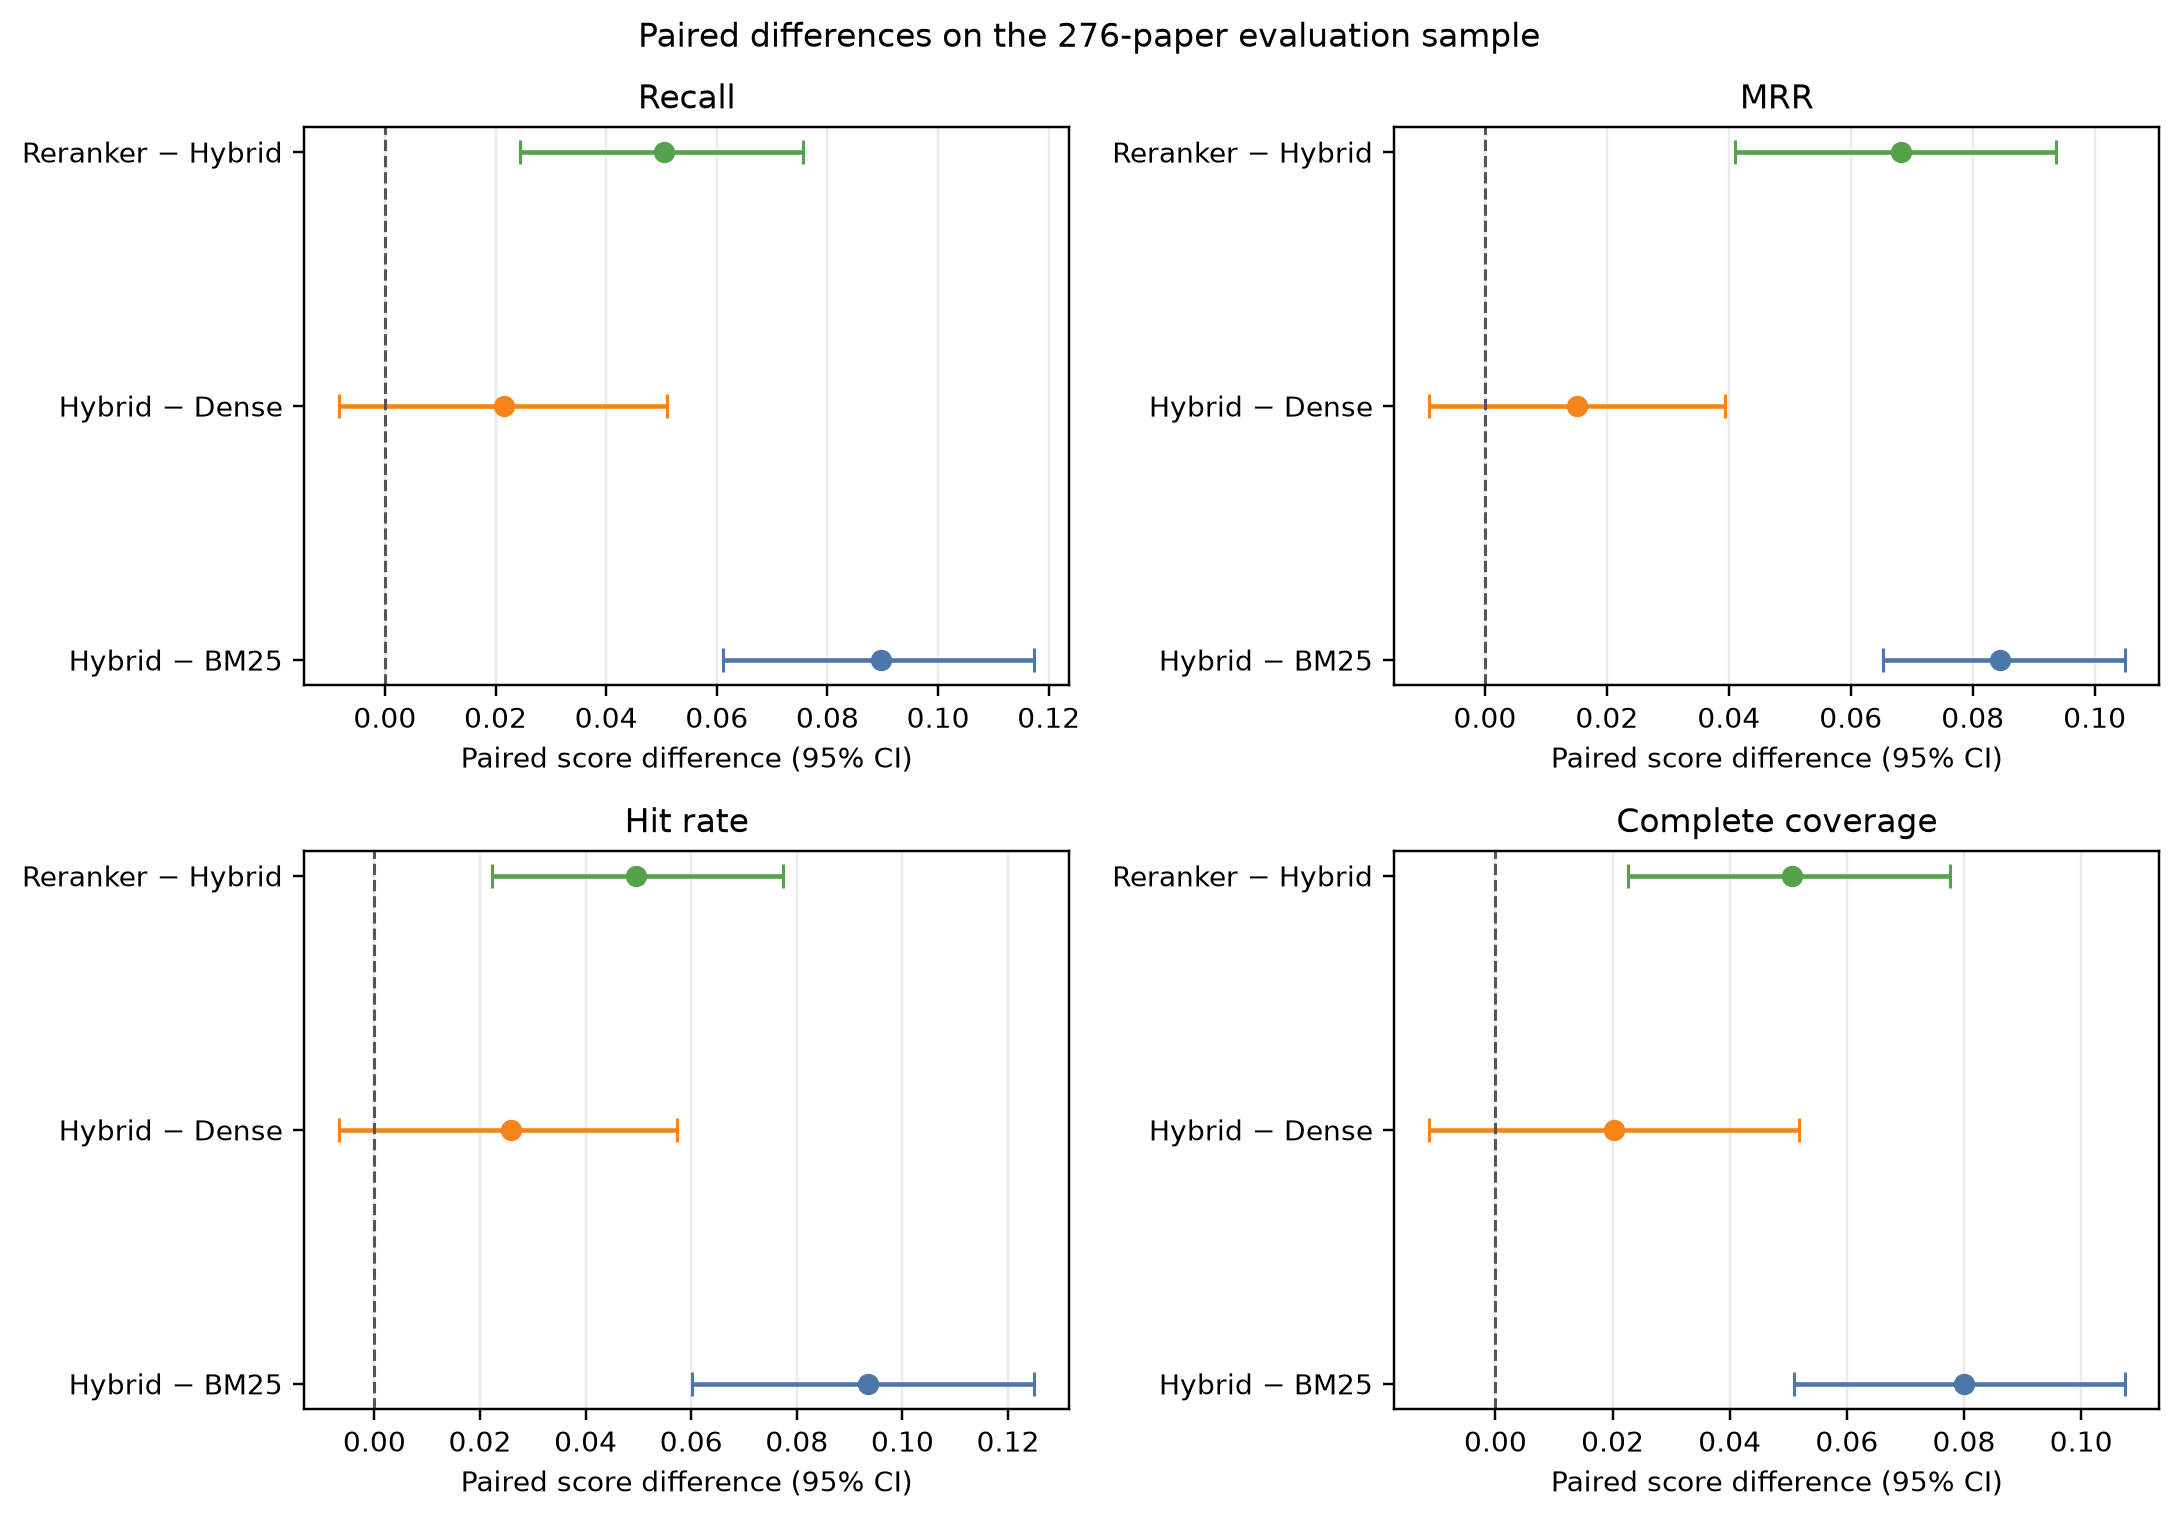 Paired differences on the 276-paper evaluation sample
Recall
Reranker − Hybrid
Hybrid − Dense
Hybrid − BM25
0.00 0.02 0.04 0.06 0.08 0.10 0.12
Paired score difference (95% CI)
MRR
Reranker − Hybrid
Hybrid − Dense
Hybrid − BM25
0.00 0.02 0.04 0.06 0.08 0.10
Paired score difference (95% CI)
Hit rate
Reranker − Hybrid
Hybrid − Dense
Hybrid − BM25
0.00 0.02 0.04 0.06 0.08 0.10 0.12
Paired score difference (95% CI)
Complete coverage
Reranker − Hybrid
Hybrid − Dense
Hybrid − BM25
0.00 0.02 0.04 0.06 0.08 0.10
Paired score difference (95% CI)